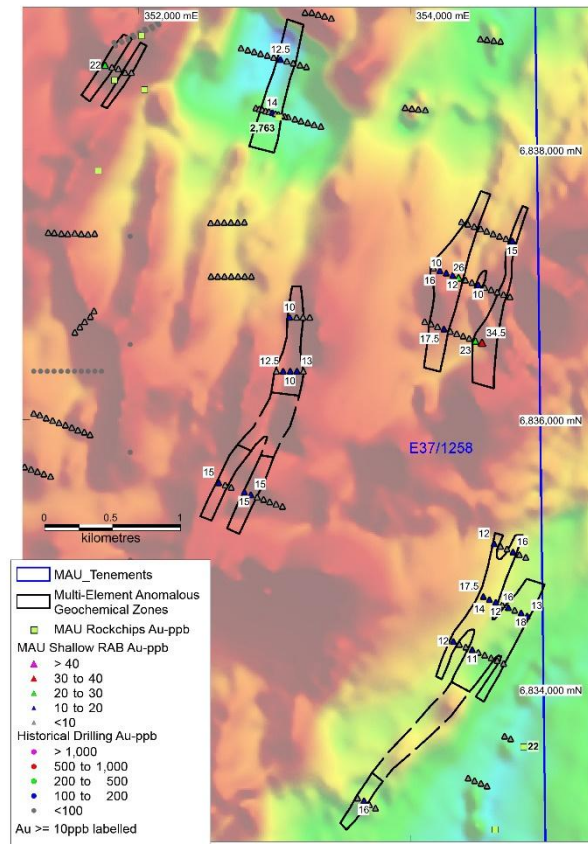 352,000 mE
354,000 mE
12.5
22
14
2,763
6,838,000 mN
15
10
26
16
12
10
10
17.5
34.5
23
12.5
13
10
6,836,000 mN
E37/1258
15
15
15
0 0.5 1
kilometres
12
16
17.5
16
14
12
13
18
12
11
6,834,000 mN
22
16
MAU_Tenements
Multi-Element Anomalous
Geochemical Zones
MAU Rockchips Au-ppb
MAU Shallow RAB Au-ppb
> 40
30 to 40
20 to 30
10 to 20
<10
Historical Drilling Au-ppb
> 1,000
500 to 1,000
200 to 500
100 to 200
<100
Au >= 10ppb labelled